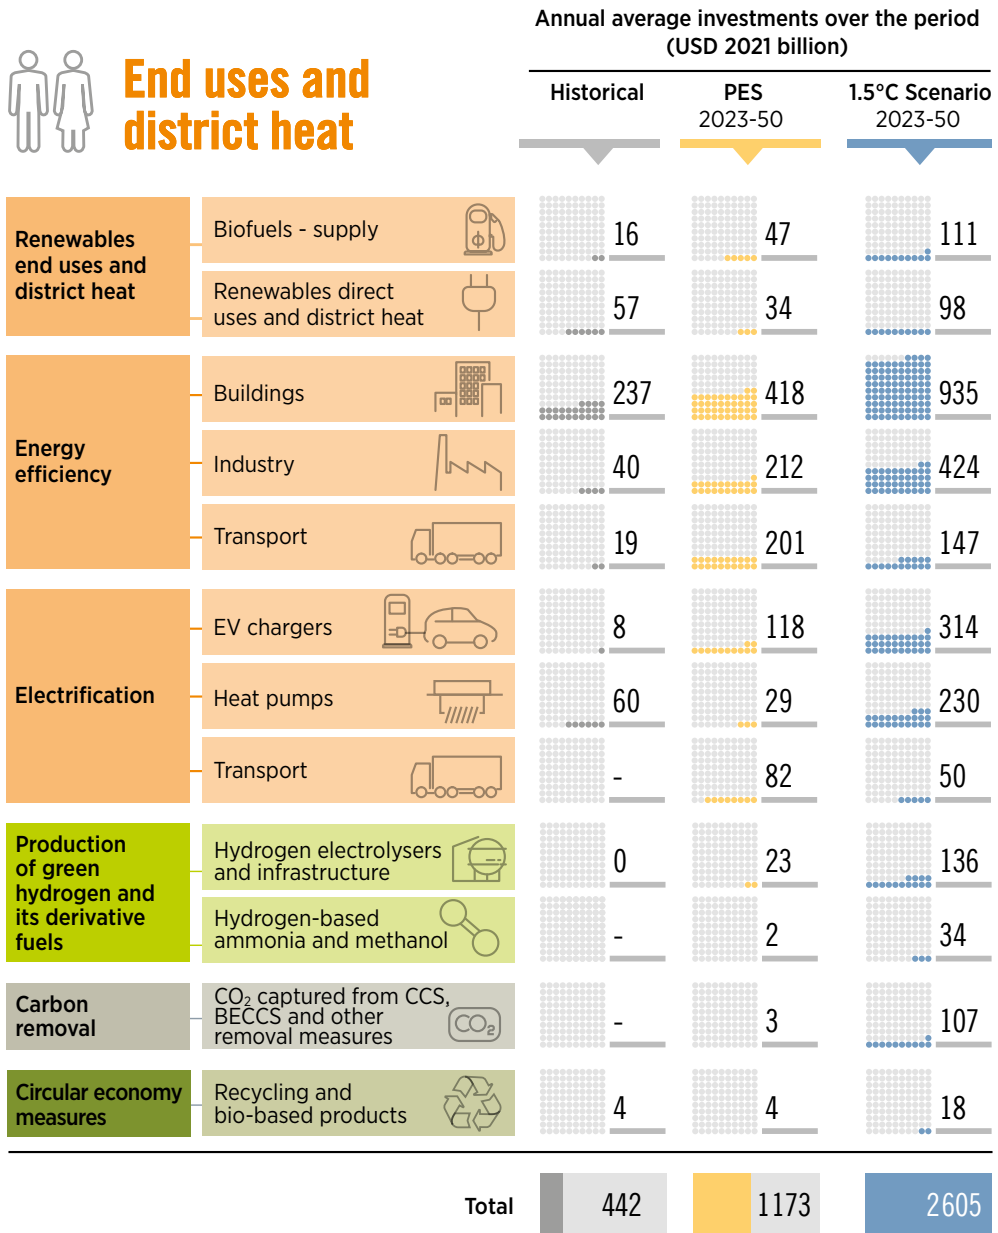 Annual average investments over the period
(USD 2021 billion)
End uses and
district heat
Historical
PES
2023-50
1.5°C Scenario
2023-50
Renewables
end uses and
district heat
Biofuels - supply
16
47
111
Renewables direct
uses and district heat
57
34
98
Energy
efficiency
Buildings
237
418
935
Industry
40
212
424
Transport
19
201
147
Electrification
EV chargers
8
118
314
Heat pumps
60
29
230
Transport
-
82
50
Production
of green
hydrogen and
its derivative
fuels
Hydrogen electrolysers
and infrastructure
0
23
136
Hydrogen-based
ammonia and methanol
-
2
34
Carbon
removal
CO₂ captured from CCS,
BECCS and other
removal measures
CO₂
-
3
107
Circular economy
measures
Recycling and
bio-based products
4
4
18
Total
442
1173
2605